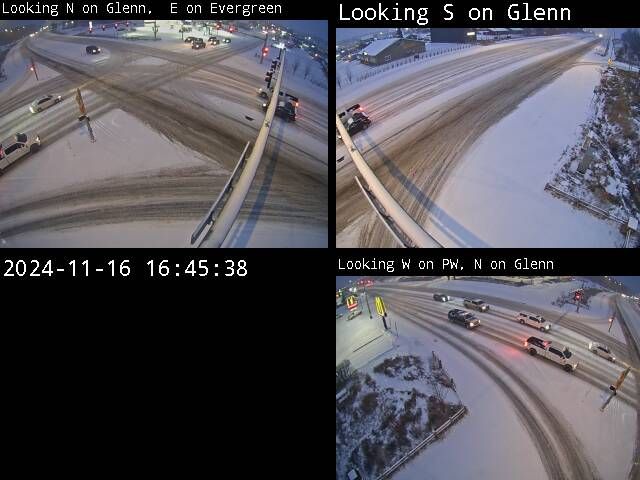 Looking N on Glenn,  E on Evergreen
Looking S on Glenn
2024-11-16 16:45:38
Looking W on PW, N on Glenn